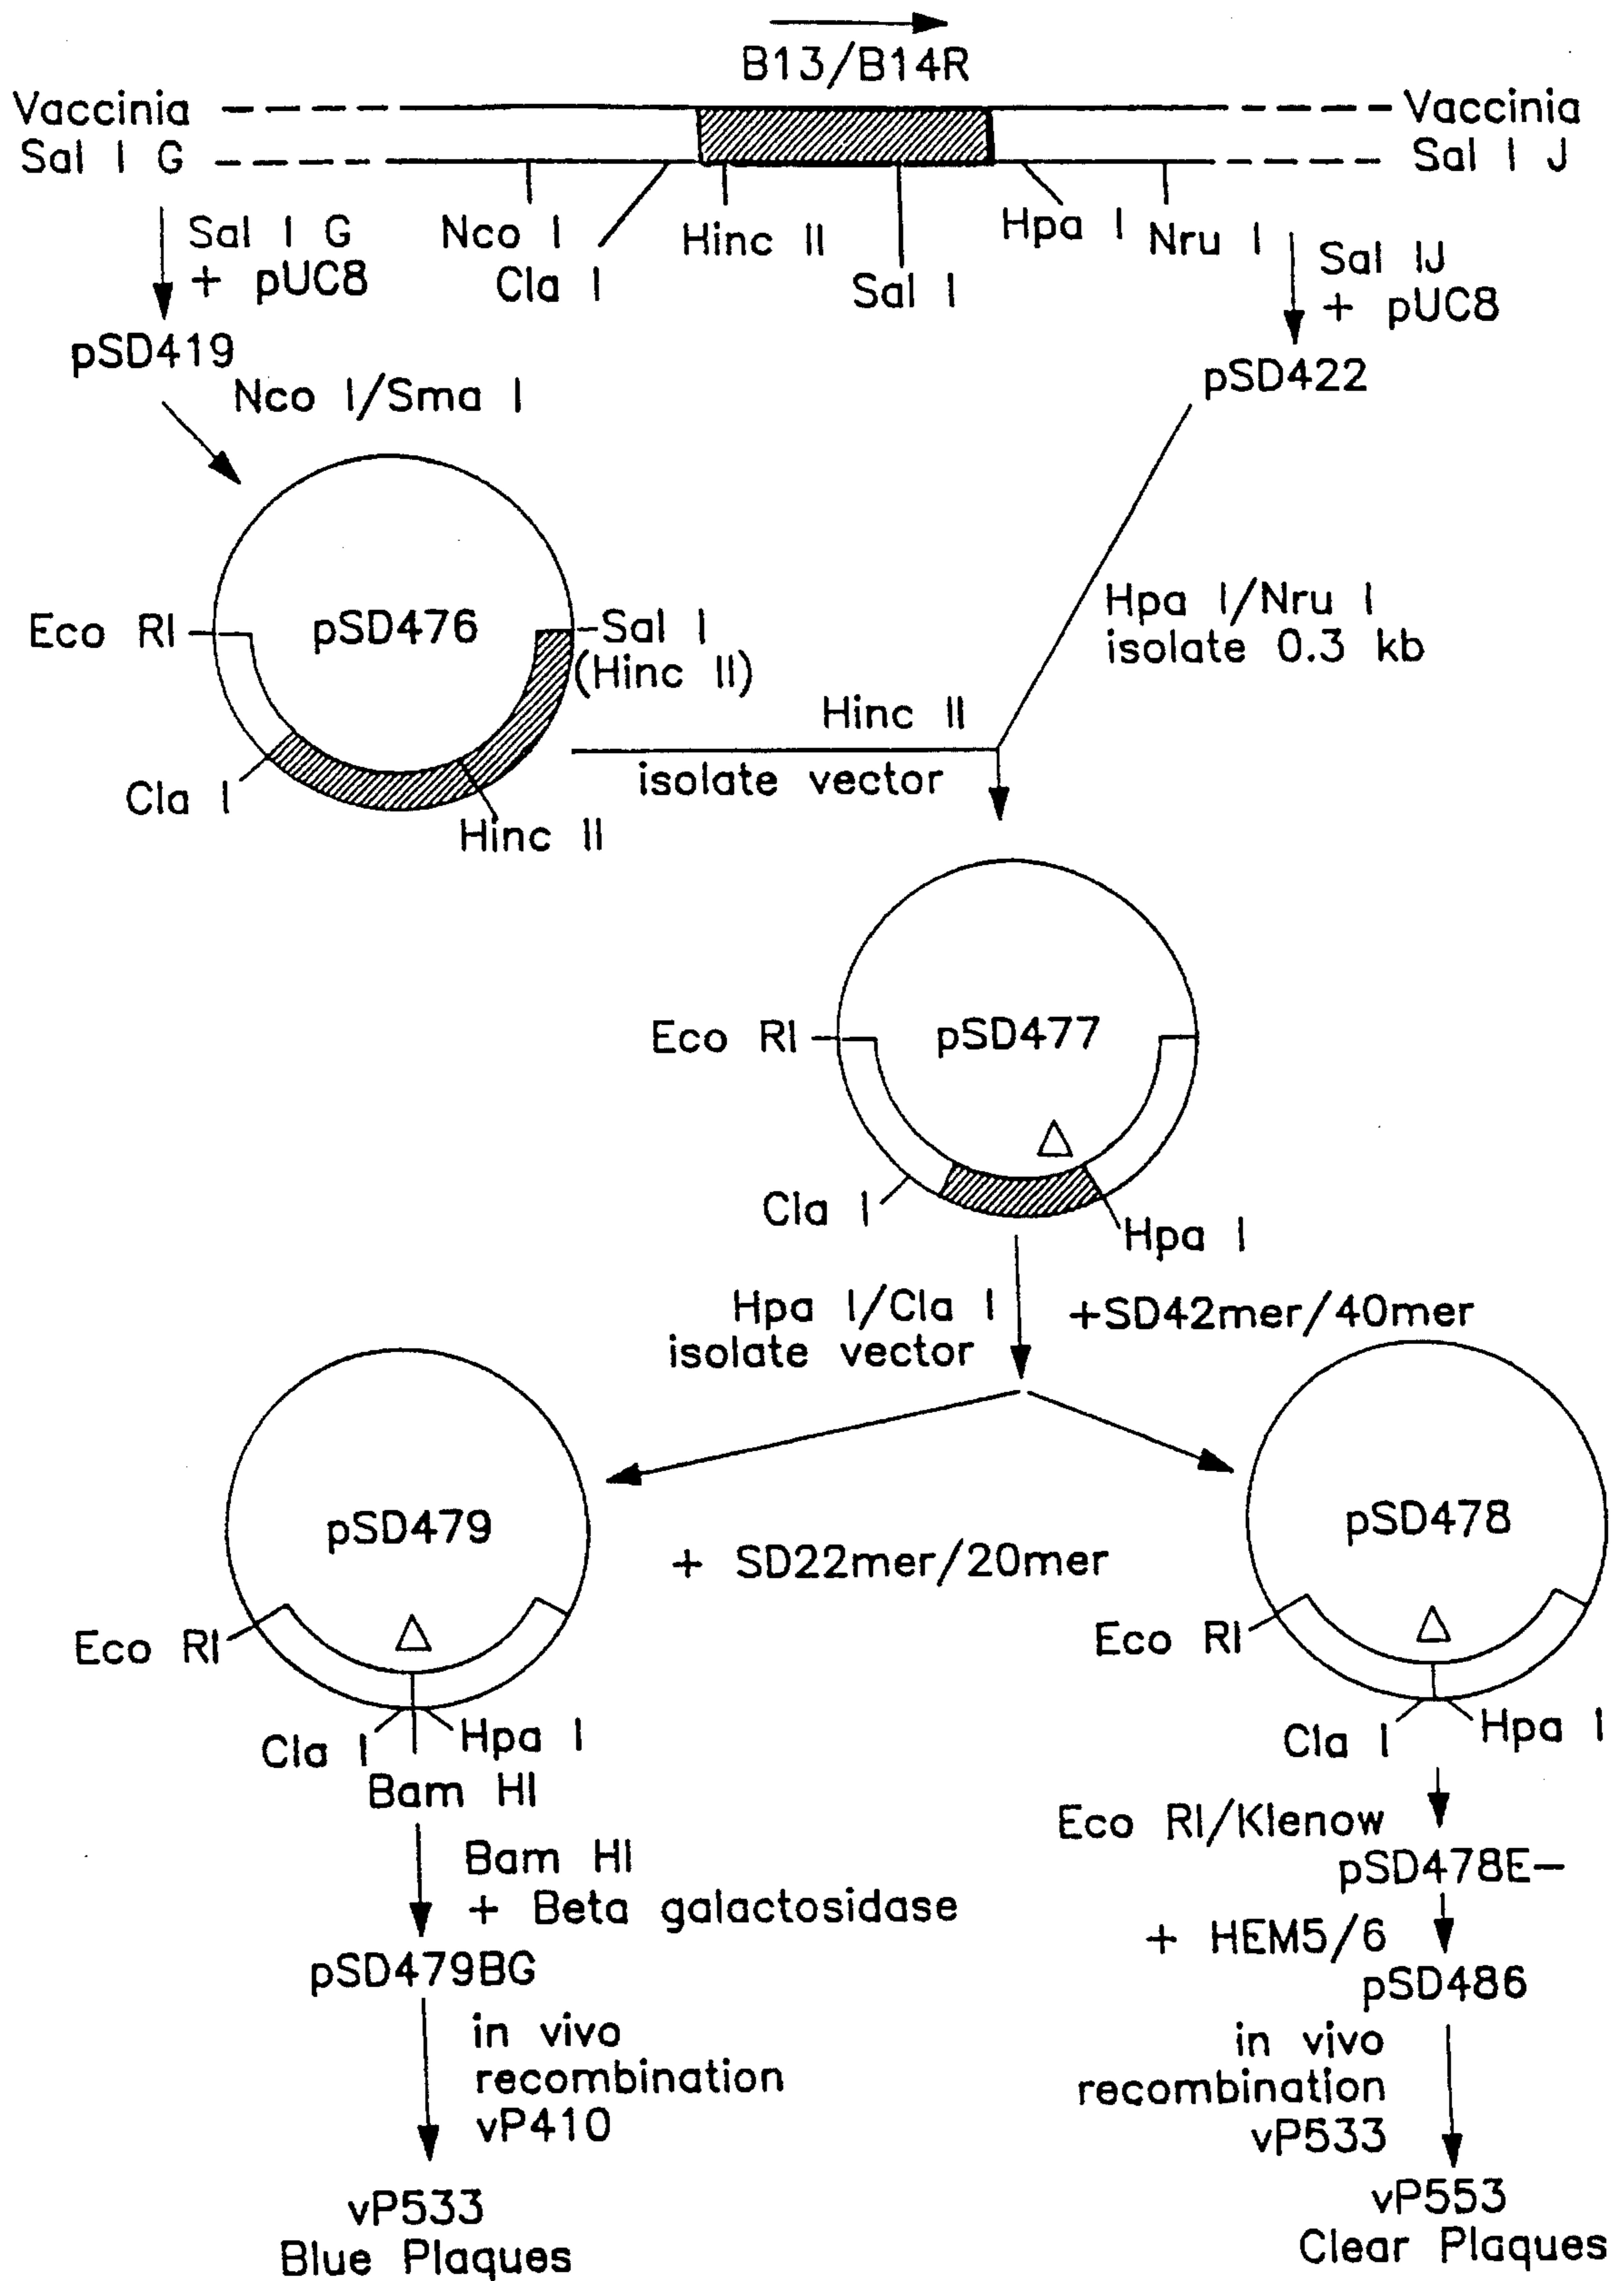 B13/B14R
Vaccinia
Sal I G
Vaccinia
Sal I J
Nco I
Cla I
Hinc II
Sal I
Hpa I
Nru I
Sal I G
+ pUC8
pSD419
Sal IJ
+ pUC8
pSD422
Nco I/Sma I
Eco RI
pSD476
Sal I
(Hinc II)
Cla I
Hinc II
Hpa I/Nru I
isolate 0.3 kb
Hinc II
isolate vector
Eco RI
pSD477
△
Cla I
Hpa I
Hpa I/Cla I
isolate vector
+SD42mer/40mer
pSD479
+ SD22mer/20mer
pSD478
Eco RI
△
Cla I
Hpa I
Bam HI
Eco RI
△
Cla I
Hpa I
Bam HI
+ Beta galactosidase
pSD479BG
in vivo
recombination
vP410
vP533
Blue Plaques
Eco RI/Klenow
pSD478E-
+ HEM5/6
pSD486
in vivo
recombination
vP533
vP553
Clear Plaques